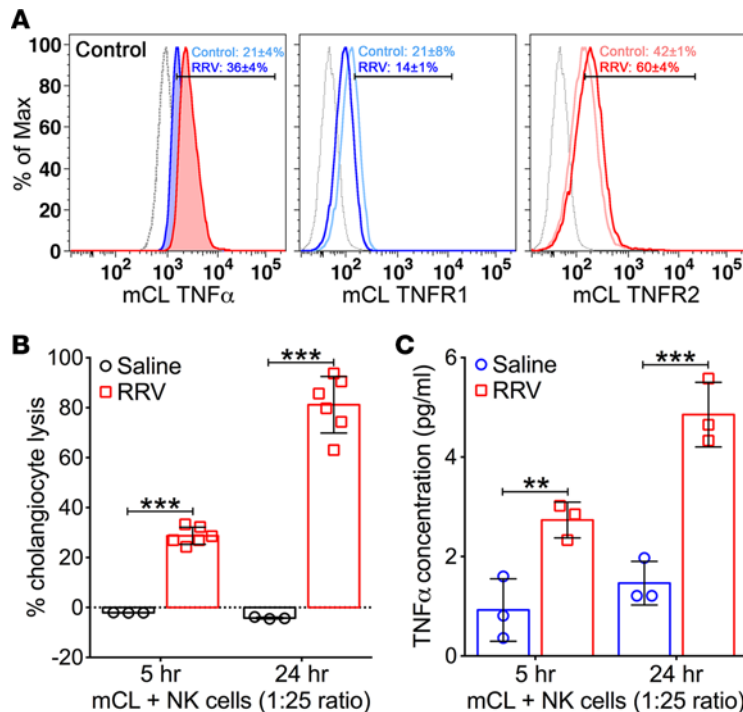 A
Control
Control: 21±4%
RRV: 36±4%
Control: 21±8%
RRV: 14±1%
Control: 42±1%
RRV: 60±4%
% of Max
100
80
60
40
20
0
10² 10³ 10⁴ 10⁵
10² 10³ 10⁴ 10⁵
10² 10³ 10⁴ 10⁵
mCL TNFα
mCL TNFR1
mCL TNFR2
B
Saline
RRV
***
***
% cholangiocyte lysis
100
80
60
40
20
0
-20
5 hr 24 hr
mCL + NK cells (1:25 ratio)
C
Saline
RRV
**
***
TNFα concentration (pg/ml)
6
4
2
0
5 hr 24 hr
mCL + NK cells (1:25 ratio)